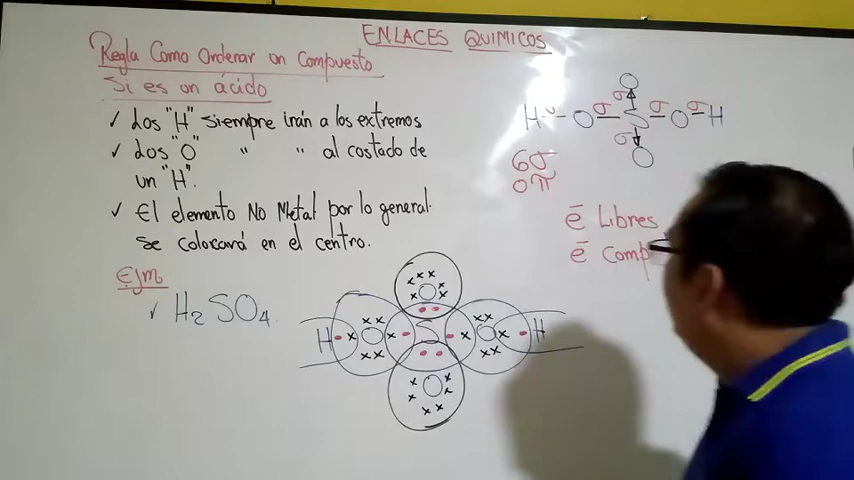 ENLACES QUIMICOS
Regla Como Ordenar un Compuesto
Si es un ácido
✓ Los "H" siempre irán a los extremos
✓ Los "O" " " al costado de
un "H".
✓ El elemento No Metal por lo general
se colocará en el centro.
Ejm
✓ H2SO4
O
H - O - S - O - H
O
σ σ σ σ σ
6σ
0π
ē Libres
ē Comp
O
H O S O H
O